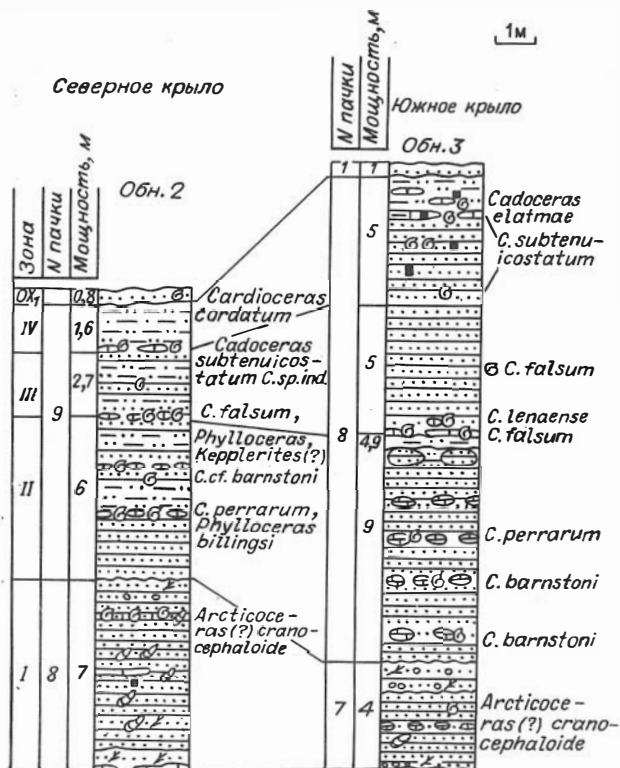 1м
Северное крыло
Зона
N пачки
Мощность, м
Обн. 2
N пачки
Мощность, м
Южное крыло
Обн. 3
OX₁
0,8
IV
1,6
III
2,7
9
II
6
I
8
7
Cardioceras
cordatum
Cadoceras
subtenuicos-
tatum C.sp.ind.
C. falsum,
Phylloceras,
Kepplerites(?)
C.cf. barnstoni
C. perrarum,
Phylloceras
billingsi
Arcticoce-
ras(?) crano-
cephaloide
1
1
5
5
8
4,9
9
7
4
Cadoceras
elatmae
C. subtenu-
icostatum
C. falsum
C. lenaense
C. falsum
C. perrarum
C. barnstoni
C. barnstoni
Arcticoce-
ras(?) crano-
cephaloide